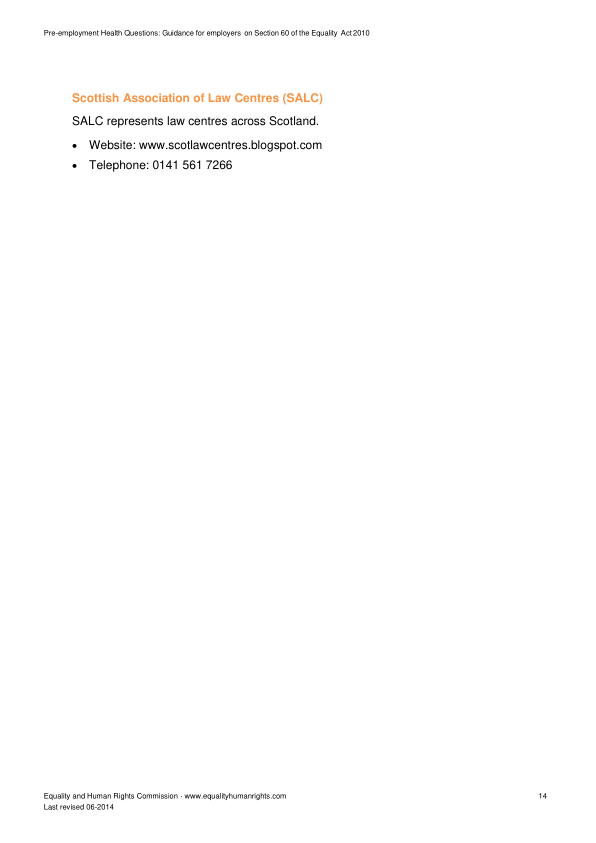 Pre-employment Health Questions: Guidance for employers on Section 60 of the Equality Act 2010
Scottish Association of Law Centres (SALC)
SALC represents law centres across Scotland.
• Website: www.scotlawcentres.blogspot.com
• Telephone: 0141 561 7266
Equality and Human Rights Commission · www.equalityhumanrights.com 14
Last revised 06-2014